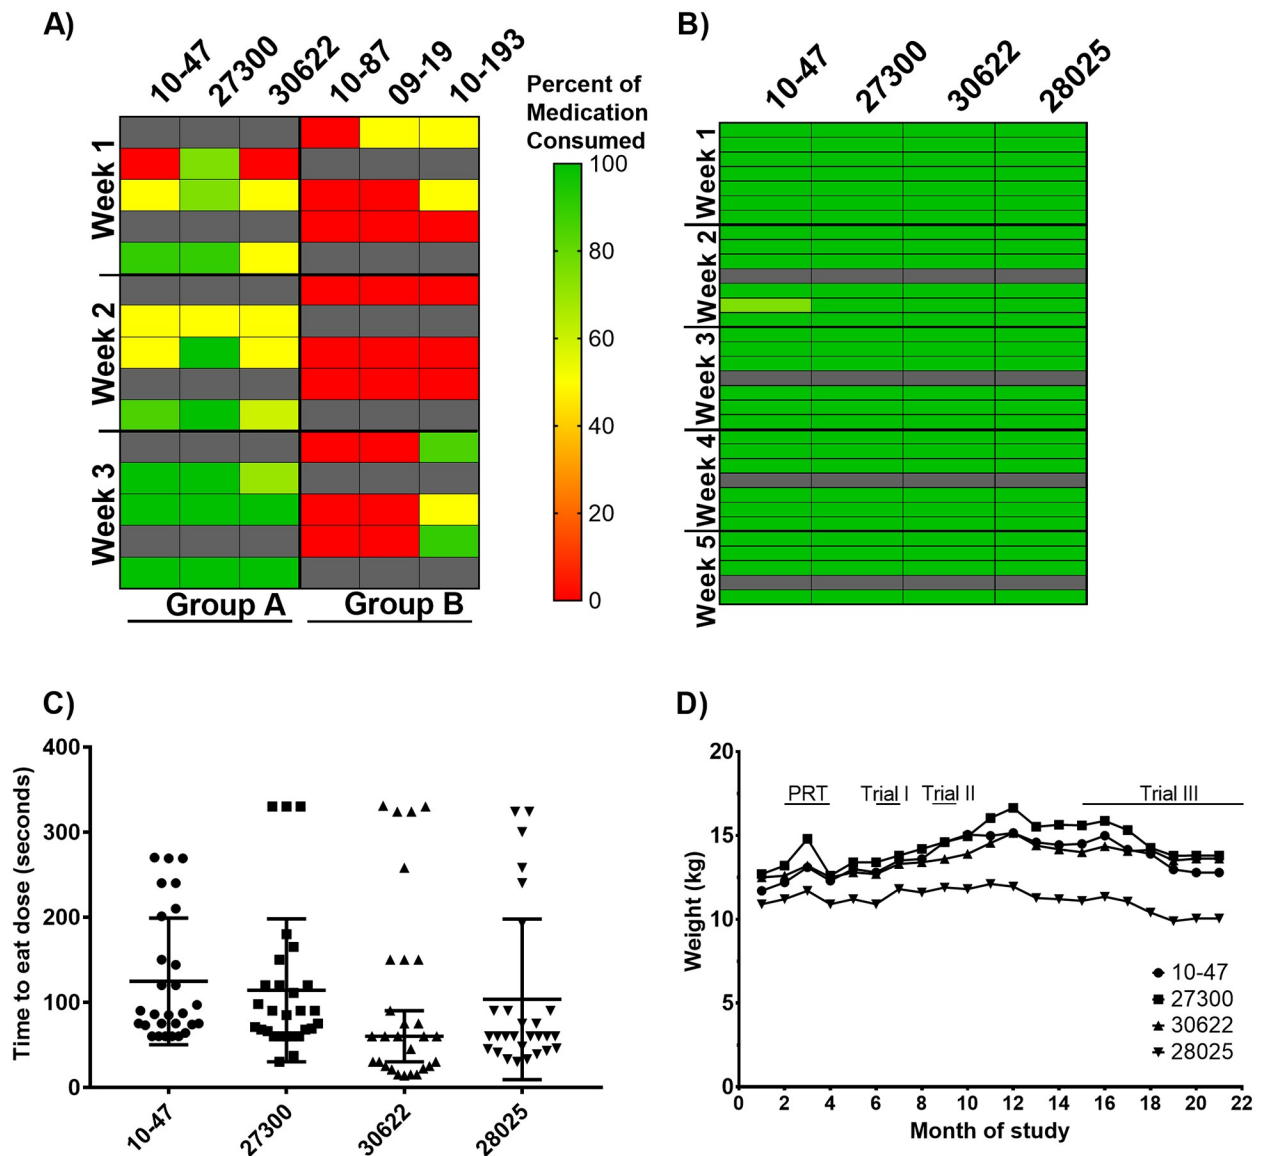 A)
10-47
27300
30622
10-87
09-19
10-193
Percent of
Medication
Consumed
100
80
60
40
20
0
Week 1
Week 2
Week 3
Group A
Group B
B)
10-47
27300
30622
28025
Week 1
Week 2
Week 3
Week 4
Week 5
C)
Time to eat dose (seconds)
400
300
200
100
0
10-47
27300
30622
28025
D)
Weight (kg)
20
15
10
5
0
PRT
Trial I
Trial II
Trial III
10-47
27300
30622
28025
0 2 4 6 8 10 12 14 16 18 20 22
Month of study